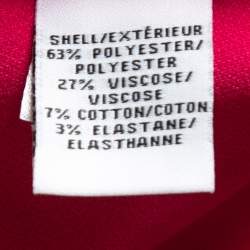 SHELL/EXTÉRIEUR
63% POLYESTER/
POLYESTER
27% VISCOSE/
VISCOSE
7% COTTON/COTON
3% ELASTANE/
ELASTHANNE